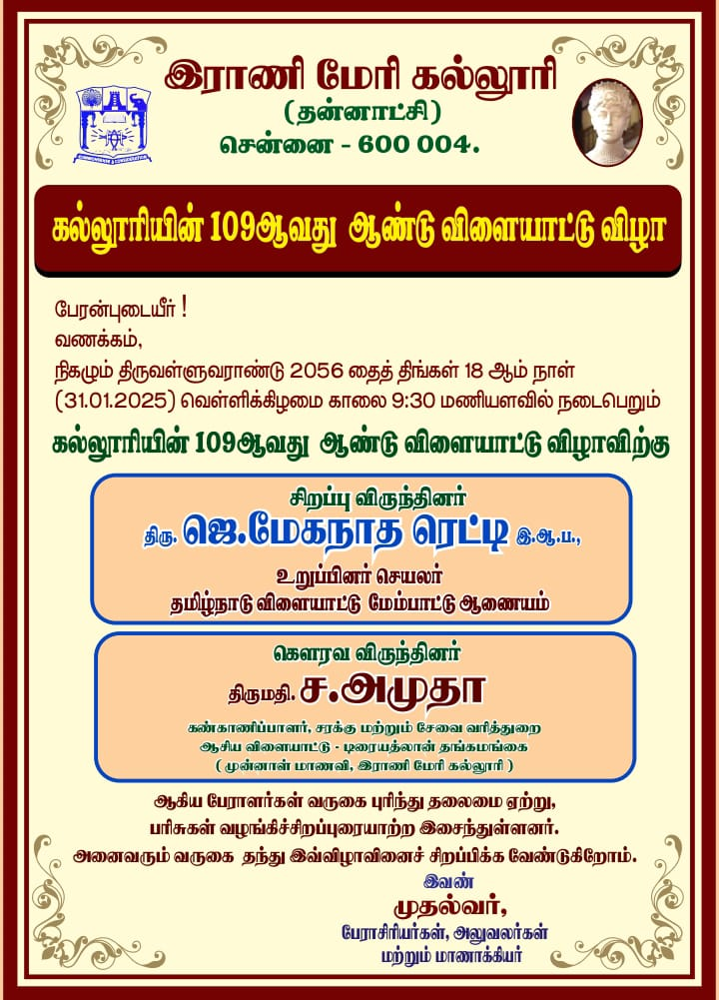 இராணி மேரி கல்லூரி
(தன்னாட்சி)
சென்னை - 600 004.
கல்லூரியின் 109ஆவது ஆண்டு விளையாட்டு விழா
பேரன்புடையீர் !
வணக்கம்,
நிகழும் திருவள்ளுவராண்டு 2056 தைத் திங்கள் 18 ஆம் நாள்
(31.01.2025) வெள்ளிக்கிழமை காலை 9:30 மணியளவில் நடைபெறும்
கல்லூரியின் 109ஆவது ஆண்டு விளையாட்டு விழாவிற்கு
சிறப்பு விருந்தினர்
திரு. ஜெ.மேகநாத ரெட்டி இ.ஆ.ப.,
உறுப்பினர் செயலர்
தமிழ்நாடு விளையாட்டு மேம்பாட்டு ஆணையம்
கௌரவ விருந்தினர்
திருமதி. ச.அமுதா
கண்காணிப்பாளர், சரக்கு மற்றும் சேவை வரித்துறை
ஆசிய விளையாட்டு - டிரையத்லான் தங்கமங்கை
( முன்னாள் மாணவி, இராணி மேரி கல்லூரி )
ஆகிய பேராளர்கள் வருகை புரிந்து தலைமை ஏற்று,
பரிசுகள் வழங்கிச்சிறப்புரையாற்ற இசைந்துள்ளனர்.
அனைவரும் வருகை தந்து இவ்விழாவினைச் சிறப்பிக்க வேண்டுகிறோம்.
இவண்
முதல்வர்,
பேராசிரியர்கள், அலுவலர்கள்
மற்றும் மாணாக்கியர்